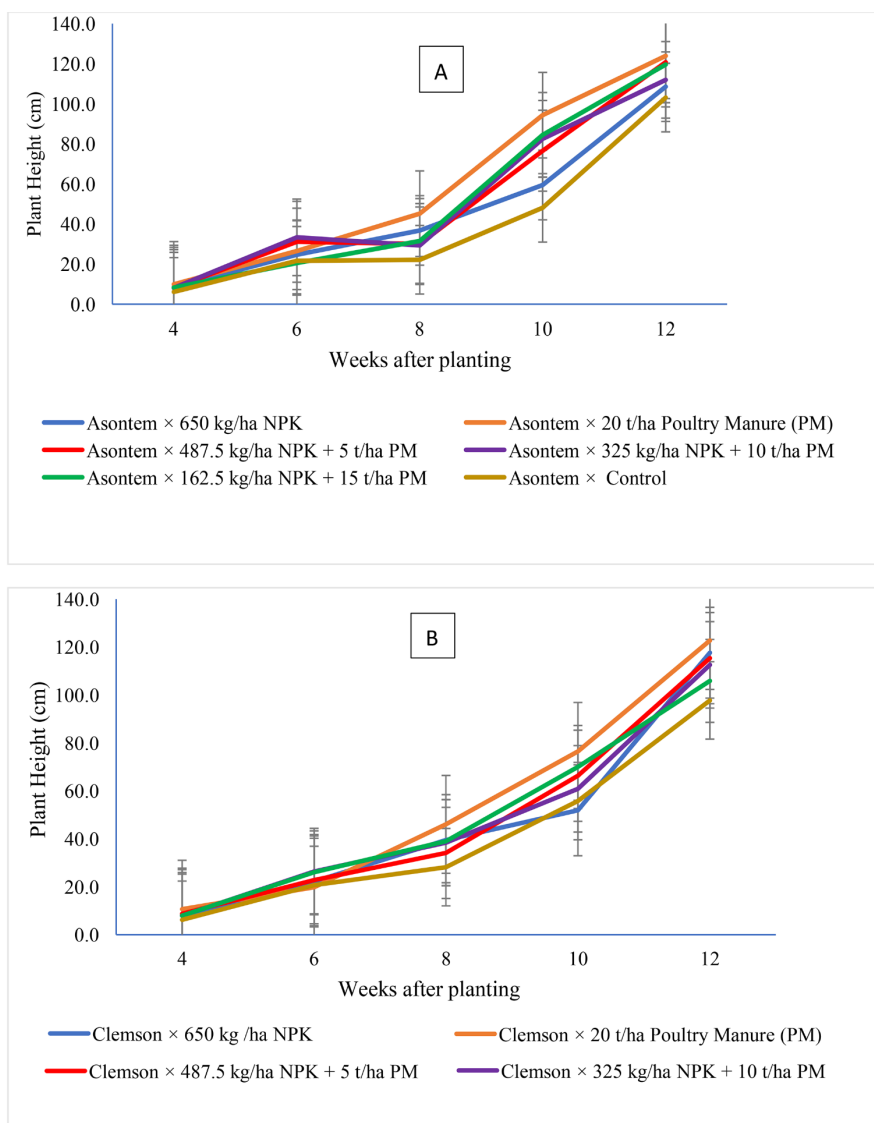 140.0
120.0
100.0
80.0
60.0
40.0
20.0
0.0
Plant Height (cm)
A
4 6 8 10 12
Weeks after planting
Asontem × 650 kg/ha NPK
Asontem × 20 t/ha Poultry Manure (PM)
Asontem × 487.5 kg/ha NPK + 5 t/ha PM
Asontem × 325 kg/ha NPK + 10 t/ha PM
Asontem × 162.5 kg/ha NPK + 15 t/ha PM
Asontem × Control
140.0
120.0
100.0
80.0
60.0
40.0
20.0
0.0
Plant Height (cm)
B
4 6 8 10 12
Weeks after planting
Clemson × 650 kg /ha NPK
Clemson × 20 t/ha Poultry Manure (PM)
Clemson × 487.5 kg/ha NPK + 5 t/ha PM
Clemson × 325 kg/ha NPK + 10 t/ha PM